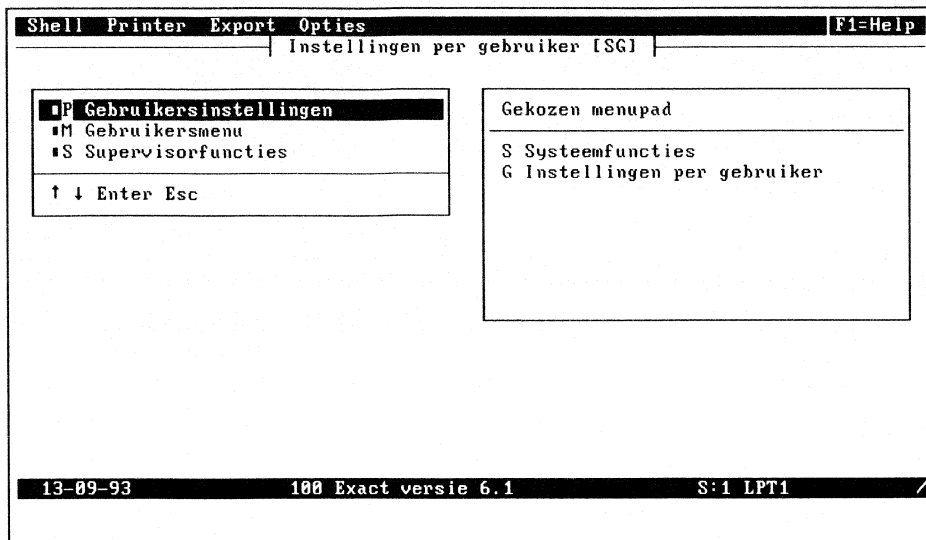 Shell Printer Export Opties F1=Help
Instellingen per gebruiker [SG]
P Gebruikersinstellingen
M Gebruikersmenu
S Supervisorfuncties
↑ ↓ Enter Esc
Gekozen menupad
S Systeemfuncties
G Instellingen per gebruiker
13-09-93 100 Exact versie 6.1 S:1 LPT1 /